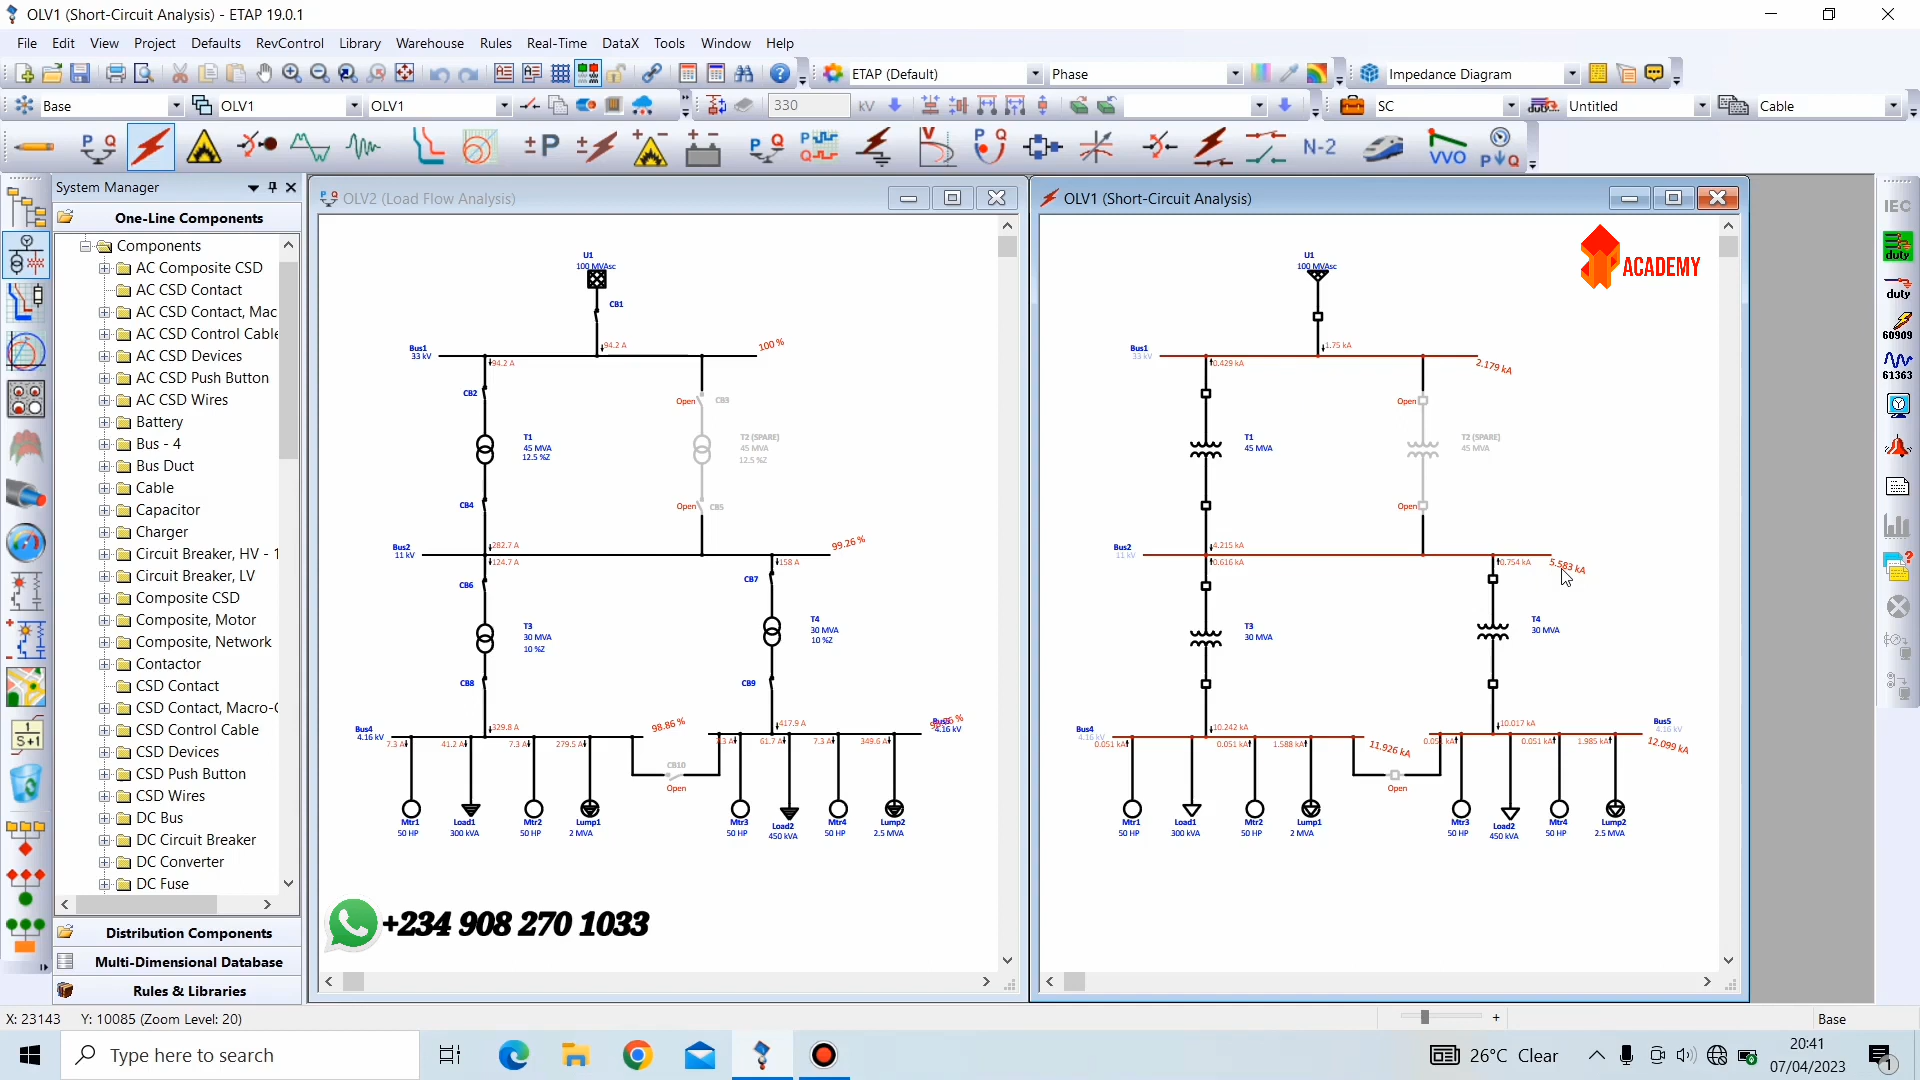 OLV1 (Short-Circuit Analysis) - ETAP 19.0.1
File Edit View Project Defaults RevControl Library Warehouse Rules Real-Time DataX Tools Window Help
ETAP (Default) Phase Impedance Diagram
Base OLV1 OLV1 330 kV SC Untitled Cable
N-2
VVO
System Manager
One-Line Components
Components
AC Composite CSD
AC CSD Contact
AC CSD Contact, Mac
AC CSD Control Cable
AC CSD Devices
AC CSD Push Button
AC CSD Wires
Battery
Bus - 4
Bus Duct
Cable
Capacitor
Charger
Circuit Breaker, HV - 1
Circuit Breaker, LV
Composite CSD
Composite, Motor
Composite, Network
Contactor
CSD Contact
CSD Contact, Macro-C
CSD Control Cable
CSD Devices
CSD Push Button
CSD Wires
DC Bus
DC Circuit Breaker
DC Converter
DC Fuse
Distribution Components
Multi-Dimensional Database
Rules & Libraries
OLV2 (Load Flow Analysis)
U1
100 MVAsc
CB1
94.2 A
Bus1
33 kV
100 %
94.2 A
CB2
Open CB3
T1
45 MVA
12.5 %Z
T2 (SPARE)
45 MVA
12.5 %Z
CB4
Open CB5
Bus2
11 kV
282.7 A
99.26 %
124.7 A
158 A
CB6
CB7
T3
30 MVA
10 %Z
T4
30 MVA
10 %Z
CB8
CB9
Bus4
4.16 kV
329.8 A
98.86 %
417.9 A
4.16 kV
7.3 A 41.2 A 7.3 A 279.5 A
61.7 A 7.3 A 349.6 A
CB10
Open
Mtr1
50 HP
Load1
300 kVA
Mtr2
50 HP
Lump1
2 MVA
Mtr3
50 HP
Load2
450 kVA
Mtr4
50 HP
Lump2
2.5 MVA
+234 908 270 1033
OLV1 (Short-Circuit Analysis)
ACADEMY
U1
100 MVAsc
1.75 kA
Bus1
33 kV
0.429 kA
2.179 kA
Open
T1
45 MVA
T2 (SPARE)
45 MVA
Open
Bus2
11 kV
4.215 kA
0.616 kA
0.754 kA
5.583 kA
T3
30 MVA
T4
30 MVA
Bus4
4.16 kV
10.242 kA
11.926 kA
10.017 kA
Bus5
4.16 kV
12.099 kA
0.051 kA 0.051 kA 1.588 kA
0.051 kA 0.051 kA 1.985 kA
Open
Mtr1
50 HP
Load1
300 kVA
Mtr2
50 HP
Lump1
2 MVA
Mtr3
50 HP
Load2
450 kVA
Mtr4
50 HP
Lump2
2.5 MVA
IEC
duty
duty
60909
61363
X: 23143 Y: 10085 (Zoom Level: 20)
Base
Type here to search
26°C Clear
20:41
07/04/2023
1